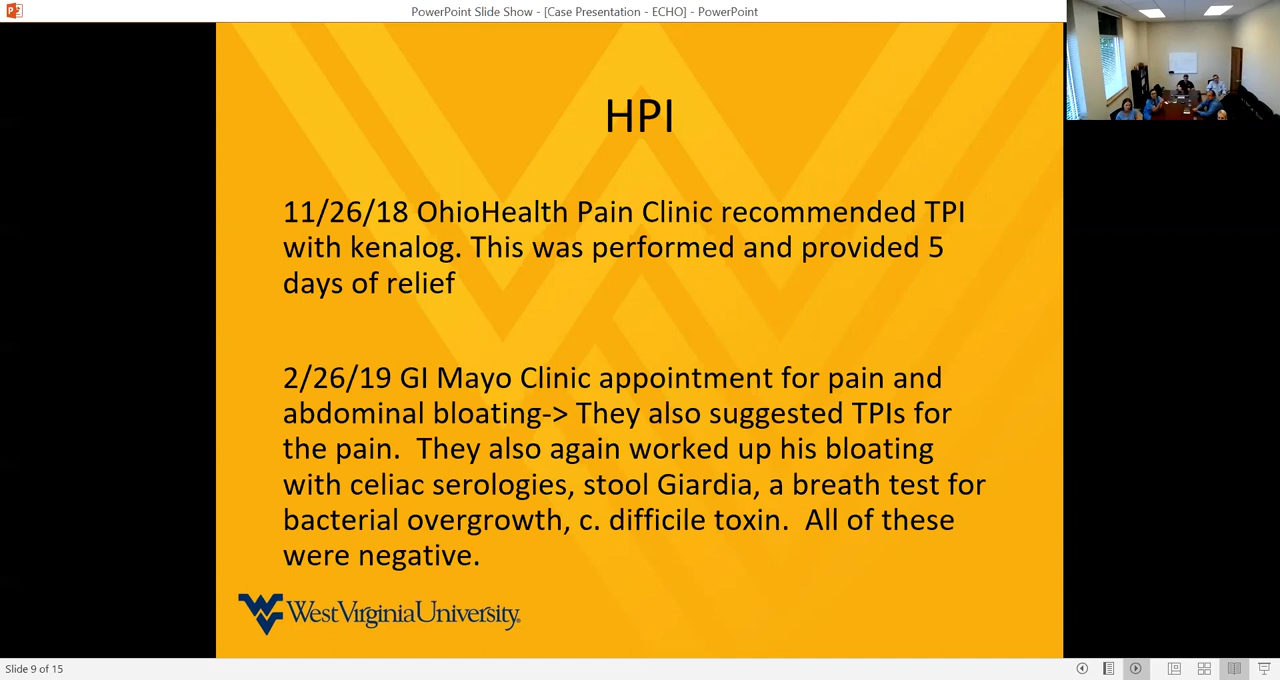 PowerPoint Slide Show - [Case Presentation - ECHO] - PowerPoint
HPI
11/26/18 OhioHealth Pain Clinic recommended TPI
with kenalog. This was performed and provided 5
days of relief
2/26/19 GI Mayo Clinic appointment for pain and
abdominal bloating-> They also suggested TPIs for
the pain.  They also again worked up his bloating
with celiac serologies, stool Giardia, a breath test for
bacterial overgrowth, c. difficile toxin.  All of these
were negative.
WestVirginiaUniversity®
Slide 9 of 15